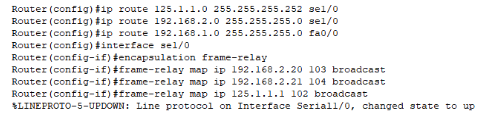 Router(config)#ip route 125.1.1.0 255.255.255.252 se1/0
Router(config)#ip route 192.168.2.0 255.255.255.0 se1/0
Router(config)#ip route 192.168.1.0 255.255.255.0 fa0/0
Router(config)#interface se1/0
Router(config-if)#encapsulation frame-relay
Router(config-if)#frame-relay map ip 192.168.2.20 103 broadcast
Router(config-if)#frame-relay map ip 192.168.2.21 104 broadcast
Router(config-if)#frame-relay map ip 125.1.1.1 102 broadcast
%LINEPROTO-5-UPDOWN: Line protocol on Interface Serial1/0, changed state to up